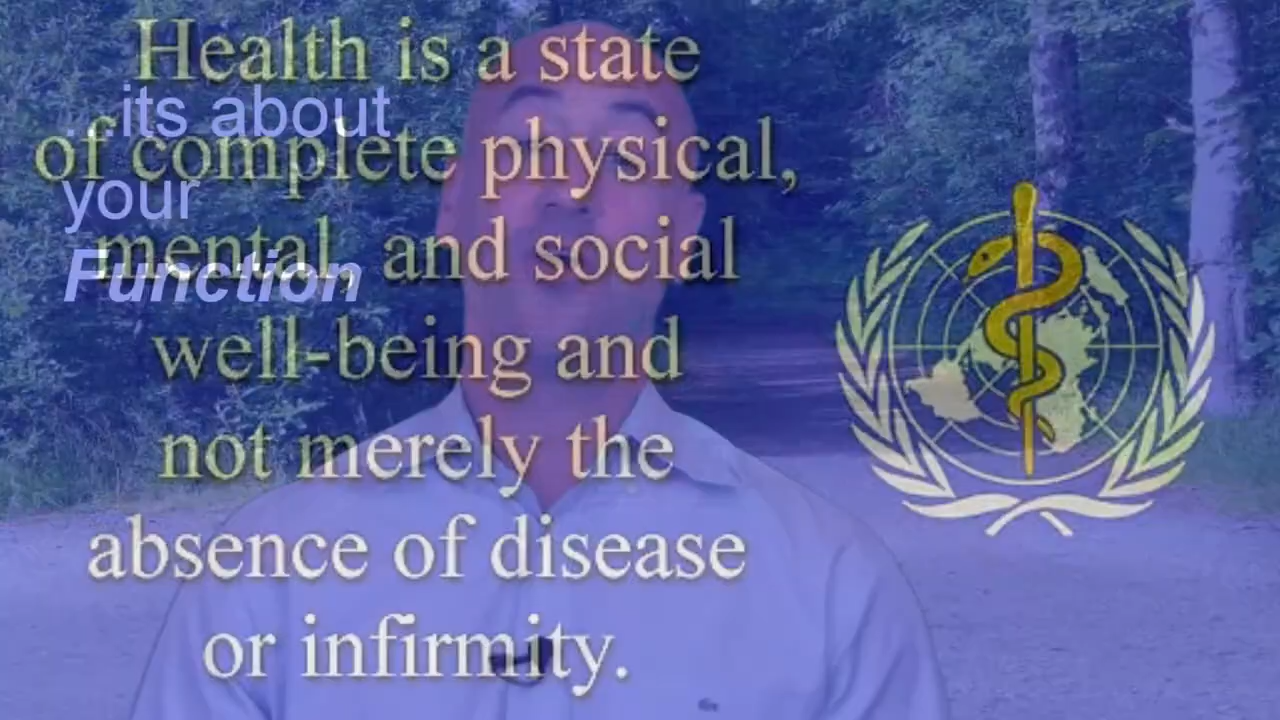 Health is a state
of complete physical,
mental, and social
well-being and
not merely the
absence of disease
or infirmity.
...its about
your
Function